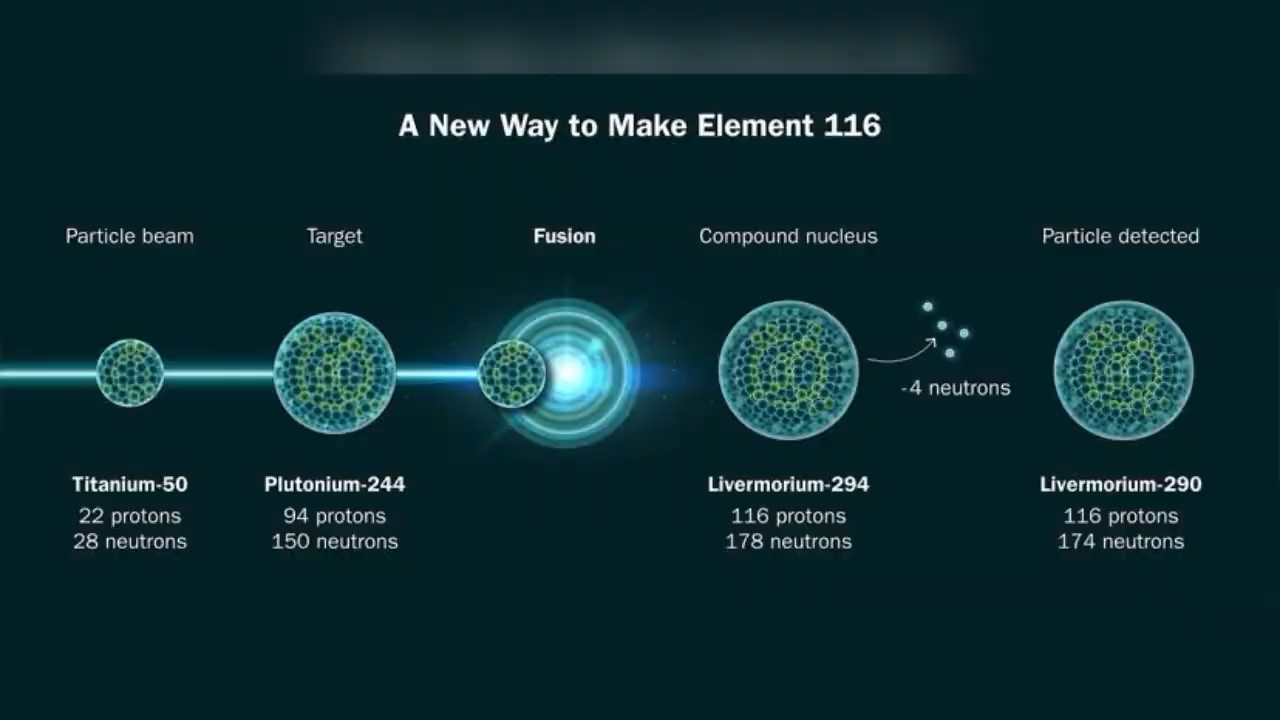 A New Way to Make Element 116
Particle beam
Target
Fusion
Compound nucleus
Particle detected
-4 neutrons
Titanium-50
22 protons
28 neutrons
Plutonium-244
94 protons
150 neutrons
Livermorium-294
116 protons
178 neutrons
Livermorium-290
116 protons
174 neutrons